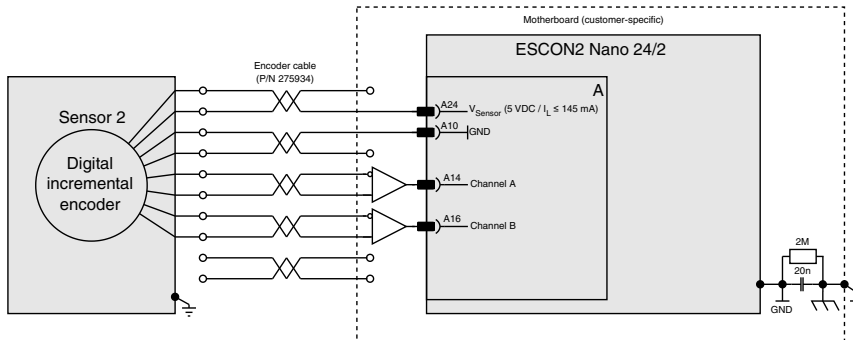 Motherboard (customer-specific)
ESCON2 Nano 24/2
Encoder cable
(P/N 275934)
A
Sensor 2
A24
VSensor (5 VDC / IL ≤ 145 mA)
A10
GND
Digital
incremental
encoder
A14
Channel A
A16
Channel B
2M
20n
GND